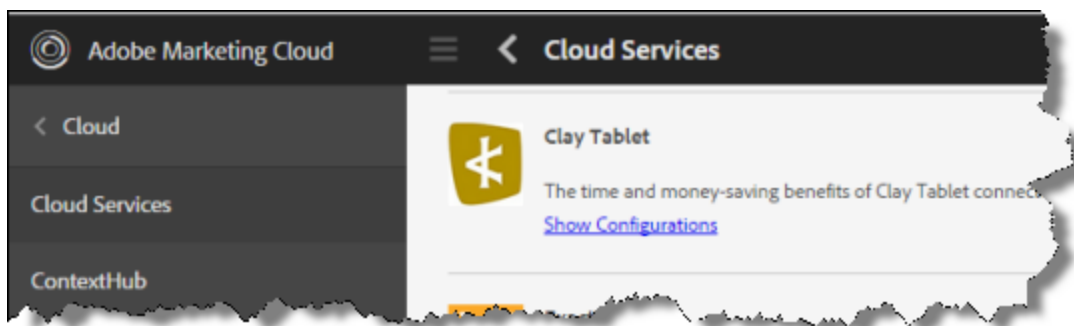 Adobe Marketing Cloud
Cloud Services
Cloud
Cloud Services
ContextHub
Clay Tablet
The time and money-saving benefits of Clay Tablet
Show Configurations